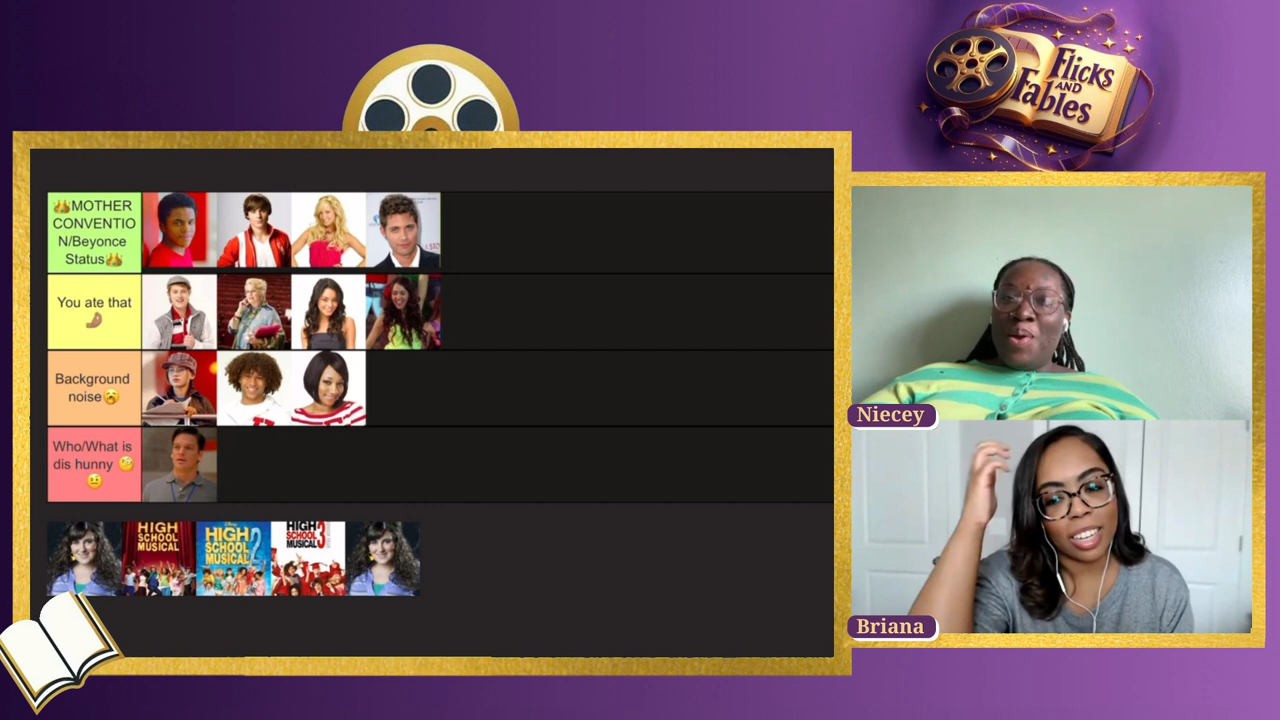 Flicks
AND
Fables
👑MOTHER
CONVENTIO
N/Beyonce
Status👑
You ate that
🤌🏽
Background
noise😪
Who/What is
dis hunny 🧐
🤨
HIGH
SCHOOL
MUSICAL
HIGH
SCHOOL
MUSICAL 2
HIGH
SCHOOL
MUSICAL 3
Niecey
Briana